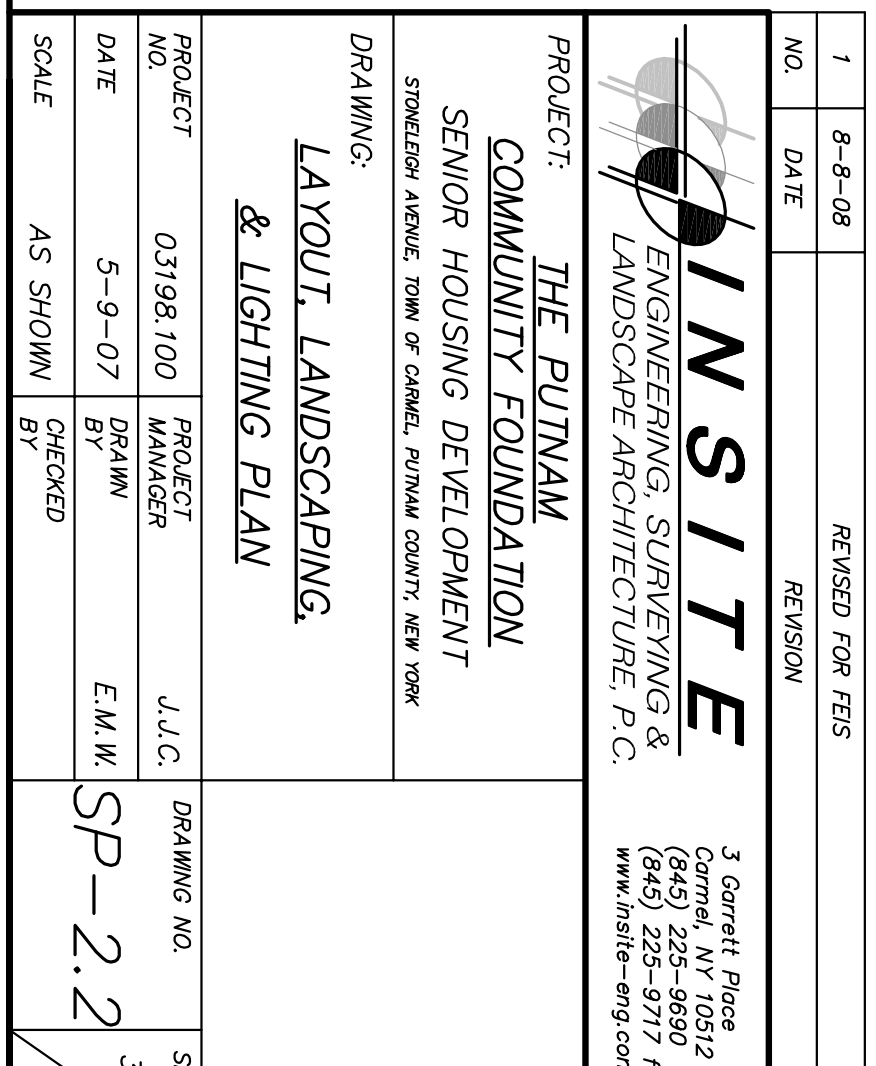 1 8-8-08 REVISED FOR FEIS
NO. DATE REVISION
INSITE
ENGINEERING, SURVEYING &
LANDSCAPE ARCHITECTURE, P.C.
3 Garrett Place
Carmel, NY 10512
(845) 225-9690
(845) 225-9717 f
www.insite-eng.com
PROJECT:
THE PUTNAM
COMMUNITY FOUNDATION
SENIOR HOUSING DEVELOPMENT
STONELEIGH AVENUE, TOWN OF CARMEL, PUTNAM COUNTY, NEW YORK
DRAWING:
LAYOUT, LANDSCAPING,
& LIGHTING PLAN
PROJECT
NO.
03198.100
PROJECT
MANAGER
J.J.C.
DRAWING NO.
SP-2.2
DATE
5-9-07
DRAWN
BY
E.M.W.
SCALE
AS SHOWN
CHECKED
BY